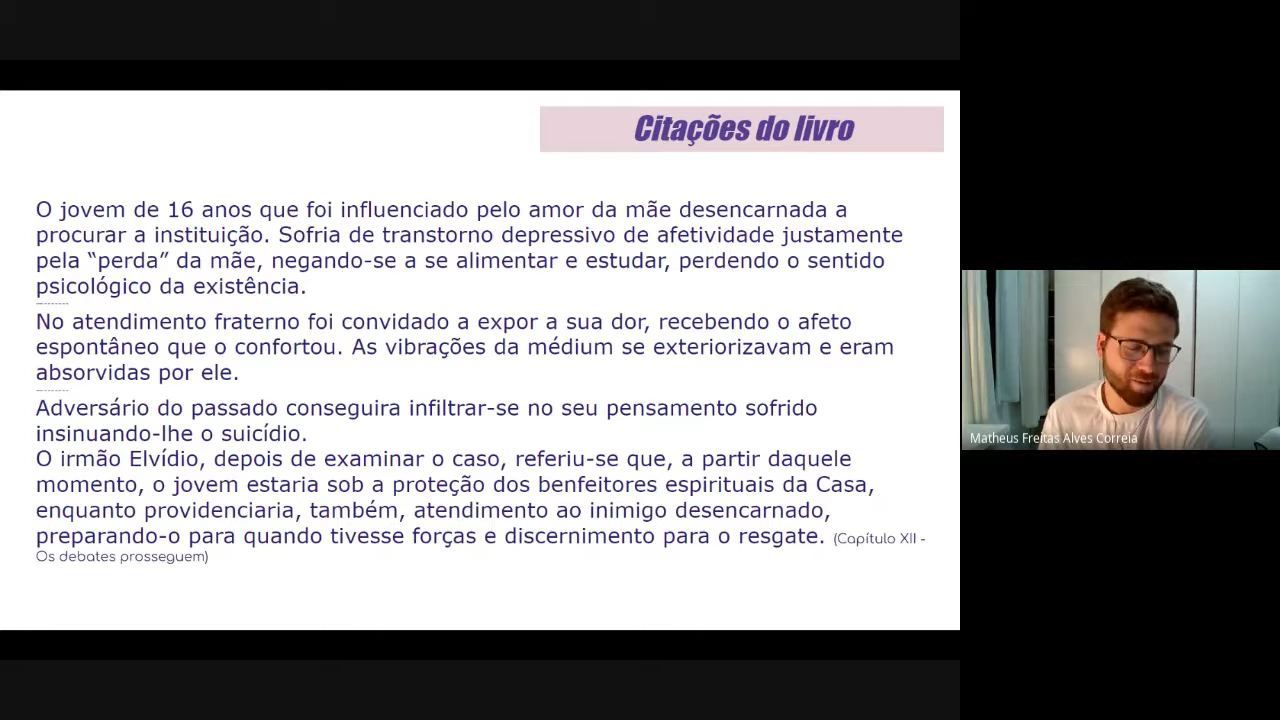 Citações do livro
O jovem de 16 anos que foi influenciado pelo amor da mãe desencarnada a
procurar a instituição. Sofria de transtorno depressivo de afetividade justamente
pela “perda” da mãe, negando-se a se alimentar e estudar, perdendo o sentido
psicológico da existência.
----------
No atendimento fraterno foi convidado a expor a sua dor, recebendo o afeto
espontâneo que o confortou. As vibrações da médium se exteriorizavam e eram
absorvidas por ele.
----------
Adversário do passado conseguira infiltrar-se no seu pensamento sofrido
insinuando-lhe o suicídio.
O irmão Elvídio, depois de examinar o caso, referiu-se que, a partir daquele
momento, o jovem estaria sob a proteção dos benfeitores espirituais da Casa,
enquanto providenciaria, também, atendimento ao inimigo desencarnado,
preparando-o para quando tivesse forças e discernimento para o resgate. (Capítulo XII -
Os debates prosseguem)
Matheus Freitas Alves Correia